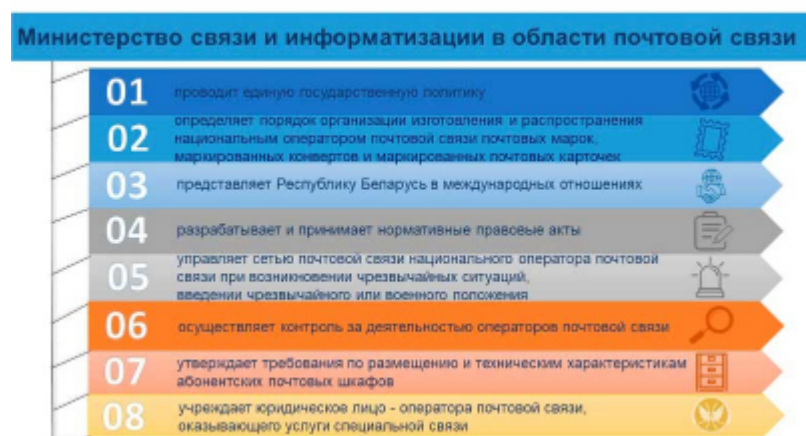 Министерство связи и информатизации в области почтовой связи
01
проводит единую государственную политику
02
определяет порядок организации изготовления и распространения
национальным оператором почтовой связи почтовых марок,
маркированных конвертов и маркированных почтовых карточек
03
представляет Республику Беларусь в международных отношениях
04
разрабатывает и принимает нормативные правовые акты
05
управляет сетью почтовой связи национального оператора почтовой
связи при возникновении чрезвычайных ситуаций,
введении чрезвычайного или военного положения
06
осуществляет контроль за деятельностью операторов почтовой связи
07
утверждает требования по размещению и техническим характеристикам
абонентских почтовых шкафов
08
учреждает юридическое лицо - оператора почтовой связи,
оказывающего услуги специальной связи